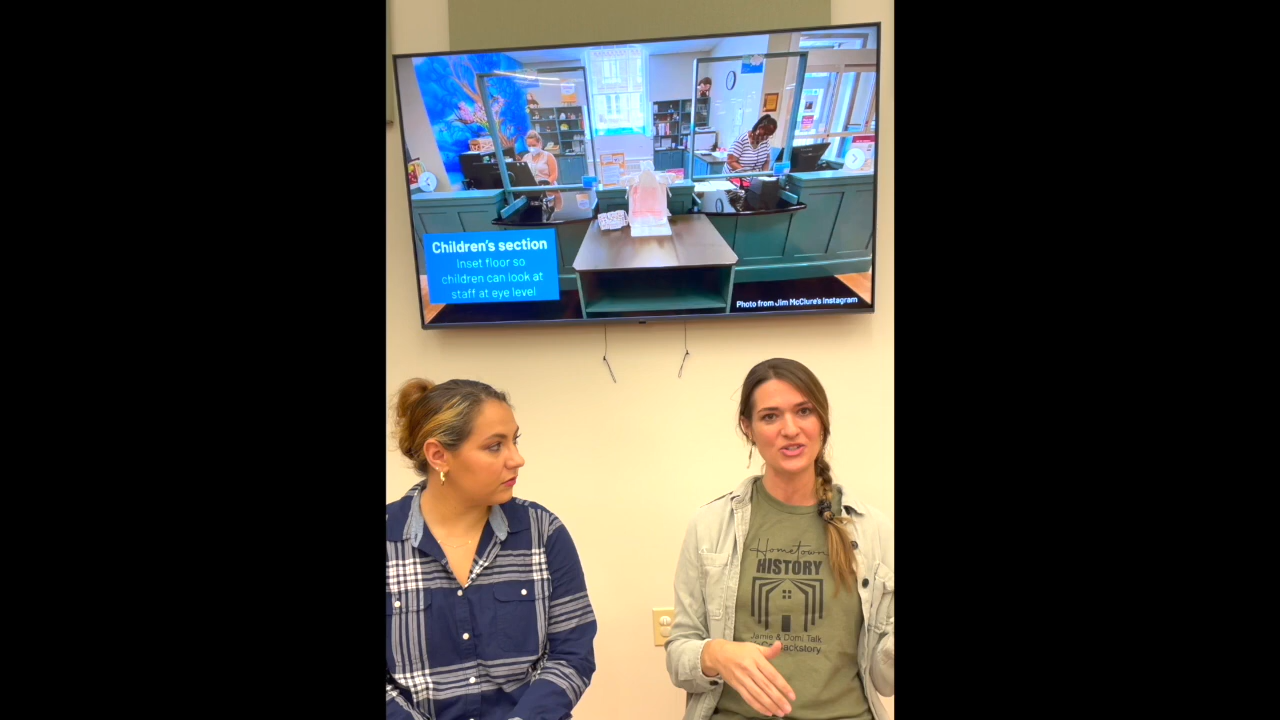 Children's section
Inset floor so
children can look at
staff at eye level
Photo from Jim McClure's Instagram
Hometown
HISTORY
Jamie & Domi Talk
ackstory